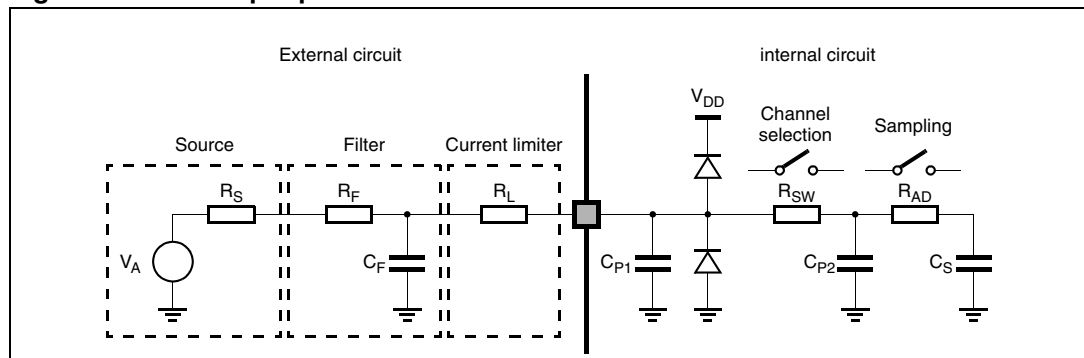 External circuit
internal circuit
V_DD
Channel
selection
Sampling
Source
Filter
Current limiter
R_S
R_F
R_L
R_SW
R_AD
V_A
C_F
C_P1
C_P2
C_S